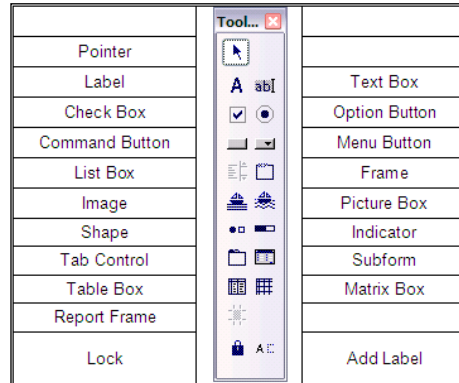 Tool...
Pointer
Label A abl Text Box
Check Box Option Button
Command Button Menu Button
List Box Frame
Image Picture Box
Shape Indicator
Tab Control Subform
Table Box Matrix Box
Report Frame
Lock A Add Label